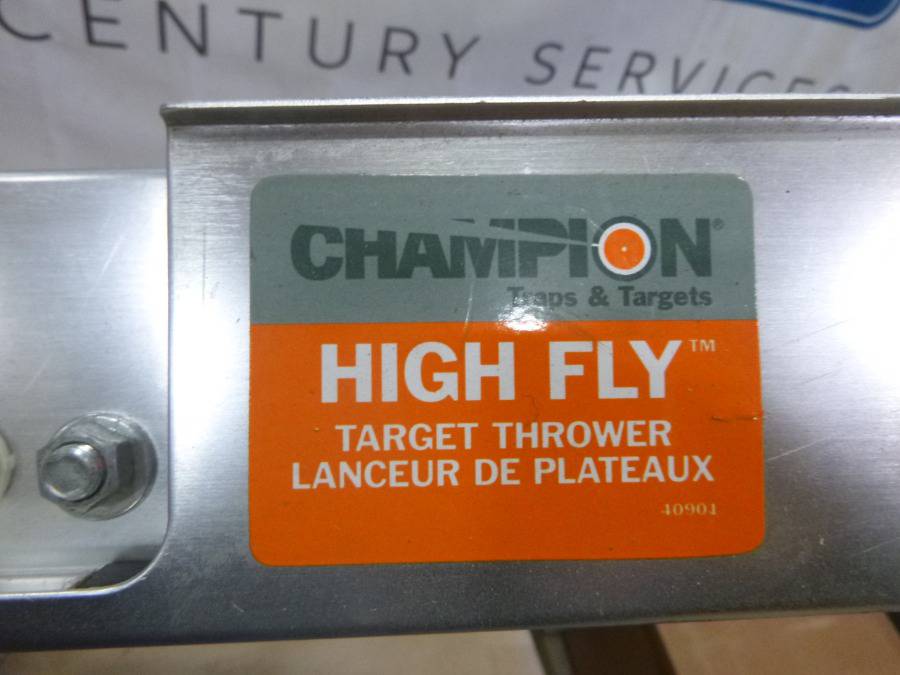 CENTURY SERVICES
CHAMPION®
Traps & Targets
HIGH FLY™
TARGET THROWER
LANCEUR DE PLATEAUX
40901